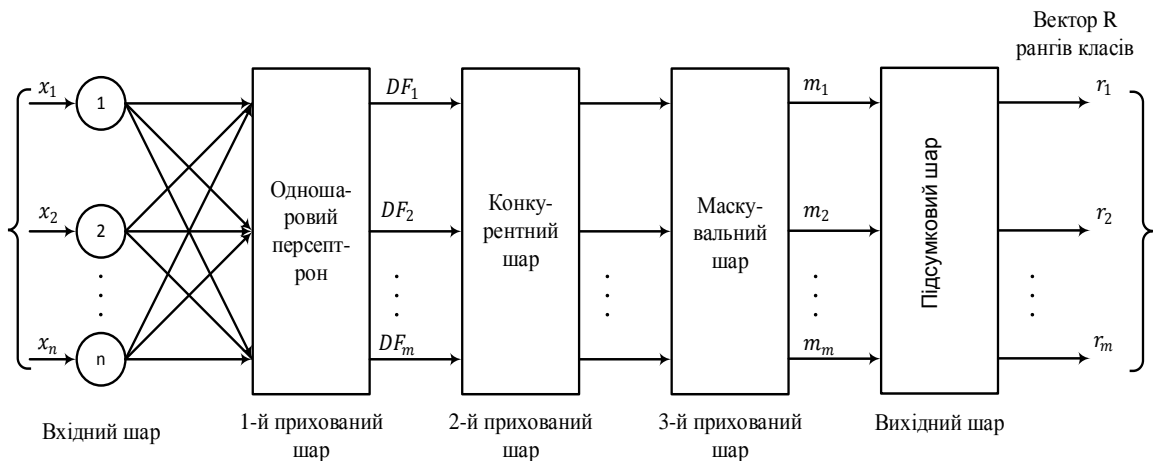 Вектор R
рангів класів
x₁
1
DF₁
m₁
r₁
Одноша-
ровий
персепт-
рон
Конку-
рентний
шар
Маску-
вальний
шар
Підсумковий шар
x₂
2
DF₂
m₂
r₂
xₙ
n
DFₘ
mₘ
rₘ
Вхідний шар
1-й прихований
шар
2-й прихований
шар
3-й прихований
шар
Вихідний шар